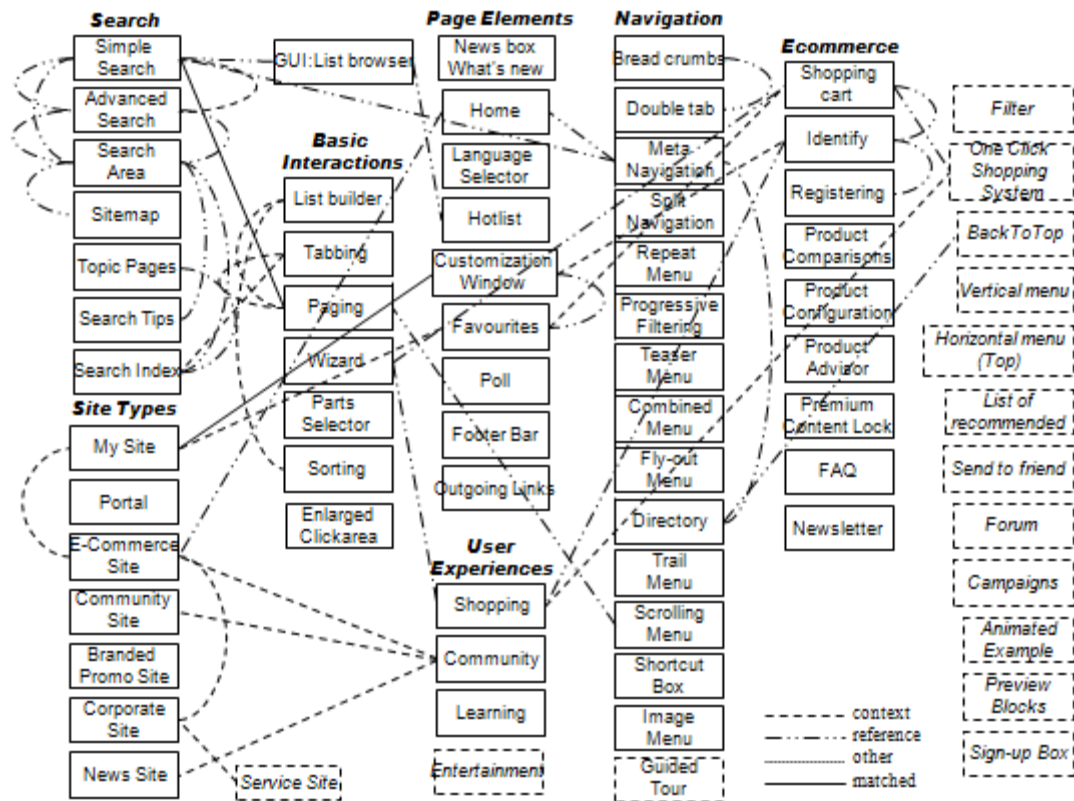 Search
Simple
Search
Advanced
Search
Search
Area
Sitemap
Topic Pages
Search Tips
Search Index
Site Types
My Site
Portal
E-Commerce
Site
Community
Site
Branded
Promo Site
Corporate
Site
News Site
Service Site
GUI:List browser
Basic
Interactions
List builder
Tabbing
Paging
Wizard
Parts
Selector
Sorting
Enlarged
Clickarea
Page Elements
News box
What's new
Home
Language
Selector
Hotlist
Customization
Window
Favourites
Poll
Footer Bar
Outgoing Links
User
Experiences
Shopping
Community
Learning
Entertainment
Navigation
Bread crumbs
Double tab
Meta
Navigation
Split
Navigation
Repeat
Menu
Progressive
Filtering
Teaser
Menu
Combined
Menu
Fly-out
Menu
Directory
Trail
Menu
Scrolling
Menu
Shortcut
Box
Image
Menu
Guided
Tour
Ecommerce
Shopping
cart
Identify
Registering
Product
Comparisons
Product
Configuration
Product
Advisor
Premium
Content Lock
FAQ
Newsletter
Filter
One Click
Shopping
System
BackToTop
Vertical menu
Horizontal menu
(Top)
List of
recommended
Send to friend
Forum
Campaigns
Animated
Example
Preview
Blocks
Sign-up Box
context
reference
other
matched